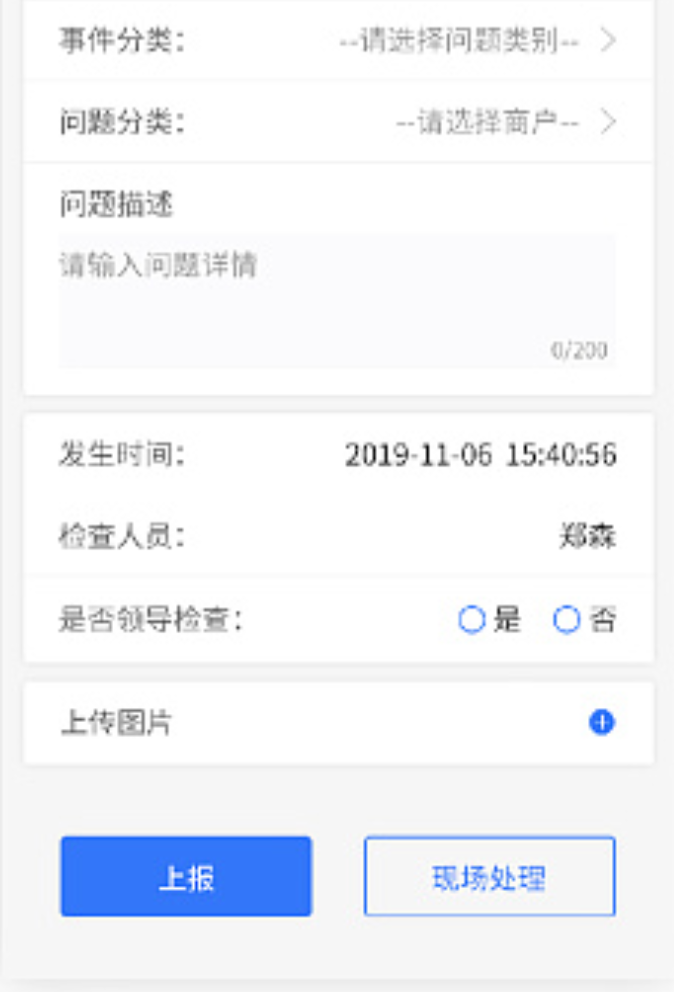 事件分类： --请选择问题类别--
问题分类： --请选择商户--
问题描述
请输入问题详情
0/200
发生时间： 2019-11-06 15:40:56
检查人员： 郑森
是否领导检查： 是 否
上传图片
上报 现场处理